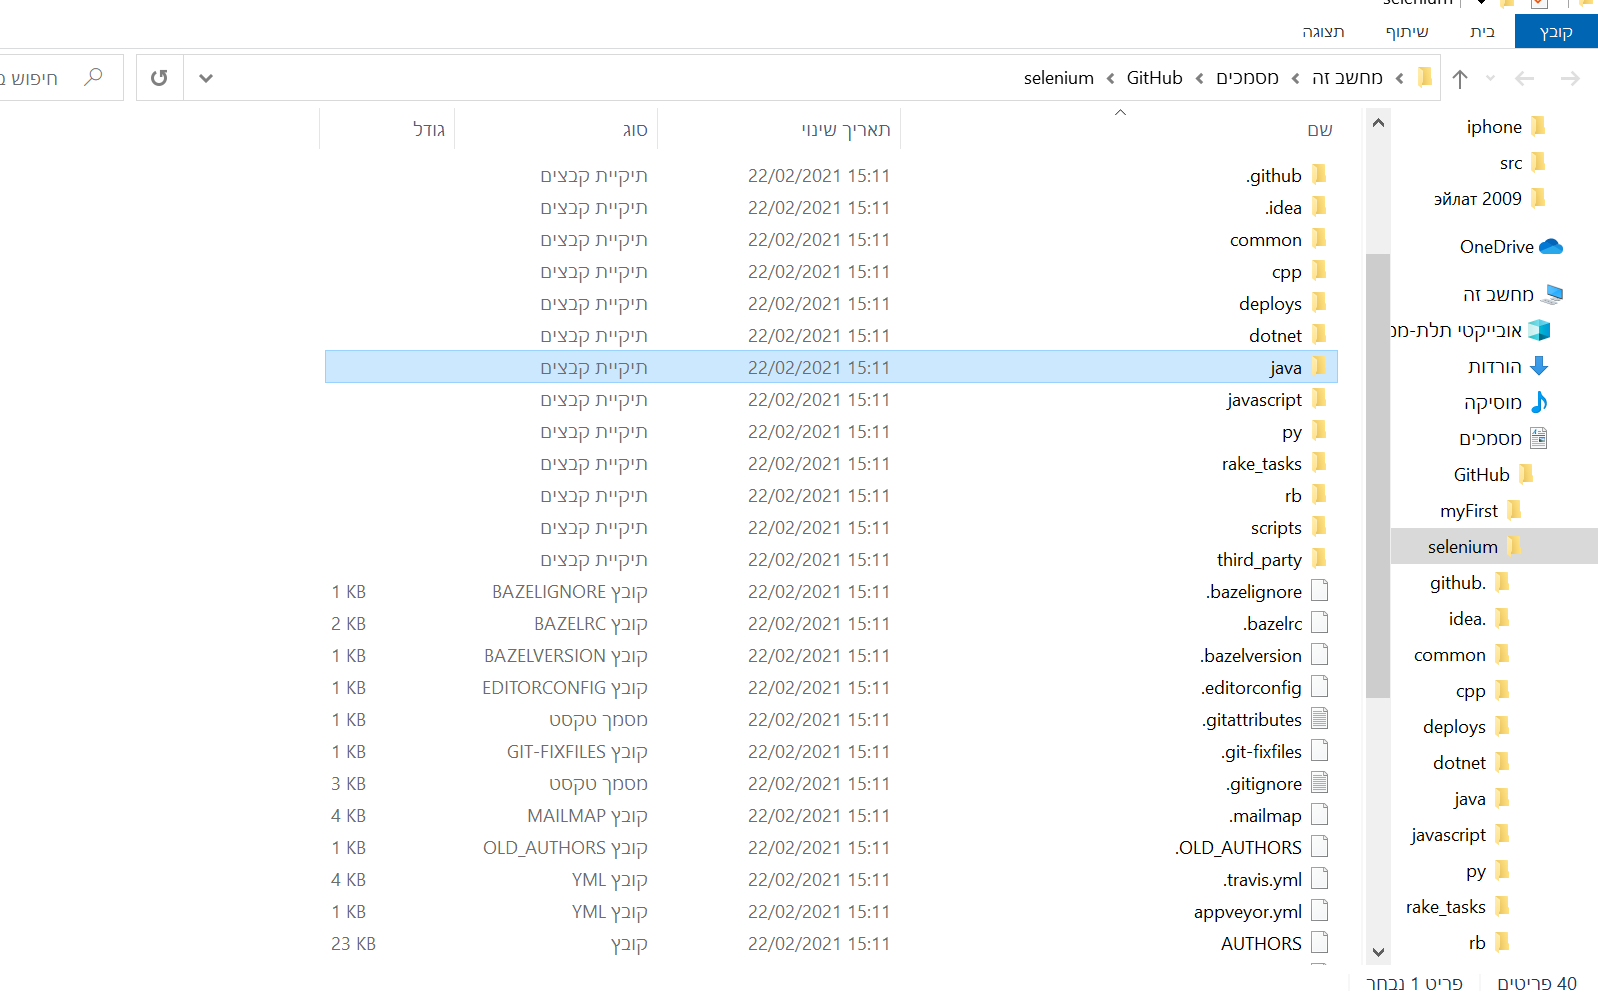 selenium
קובץ
בית
שיתוף
תצוגה
מחשב זה
מסמכים
GitHub
selenium
חיפוש
שם
תאריך שינוי
סוג
גודל
.github 22/02/2021 15:11 תיקיית קבצים
.idea 22/02/2021 15:11 תיקיית קבצים
common 22/02/2021 15:11 תיקיית קבצים
cpp 22/02/2021 15:11 תיקיית קבצים
deploys 22/02/2021 15:11 תיקיית קבצים
dotnet 22/02/2021 15:11 תיקיית קבצים
java 22/02/2021 15:11 תיקיית קבצים
javascript 22/02/2021 15:11 תיקיית קבצים
py 22/02/2021 15:11 תיקיית קבצים
rake_tasks 22/02/2021 15:11 תיקיית קבצים
rb 22/02/2021 15:11 תיקיית קבצים
scripts 22/02/2021 15:11 תיקיית קבצים
third_party 22/02/2021 15:11 תיקיית קבצים
.bazelignore 22/02/2021 15:11 קובץ BAZELIGNORE 1 KB
.bazelrc 22/02/2021 15:11 קובץ BAZELRC 2 KB
.bazelversion 22/02/2021 15:11 קובץ BAZELVERSION 1 KB
.editorconfig 22/02/2021 15:11 קובץ EDITORCONFIG 1 KB
.gitattributes 22/02/2021 15:11 מסמך טקסט 1 KB
.git-fixfiles 22/02/2021 15:11 קובץ GIT-FIXFILES 1 KB
.gitignore 22/02/2021 15:11 מסמך טקסט 3 KB
.mailmap 22/02/2021 15:11 קובץ MAILMAP 4 KB
.OLD_AUTHORS 22/02/2021 15:11 קובץ OLD_AUTHORS 1 KB
.travis.yml 22/02/2021 15:11 קובץ YML 4 KB
appveyor.yml 22/02/2021 15:11 קובץ YML 1 KB
AUTHORS 22/02/2021 15:11 קובץ 23 KB
iphone
src
эйлат 2009
OneDrive
מחשב זה
אובייקטי
הורדות
מוסיקה
מסמכים
GitHub
myFirst
selenium
github.
idea.
common
cpp
deploys
dotnet
java
javascript
py
rake_tasks
rb
40 פריטים
פריט 1 נבחר